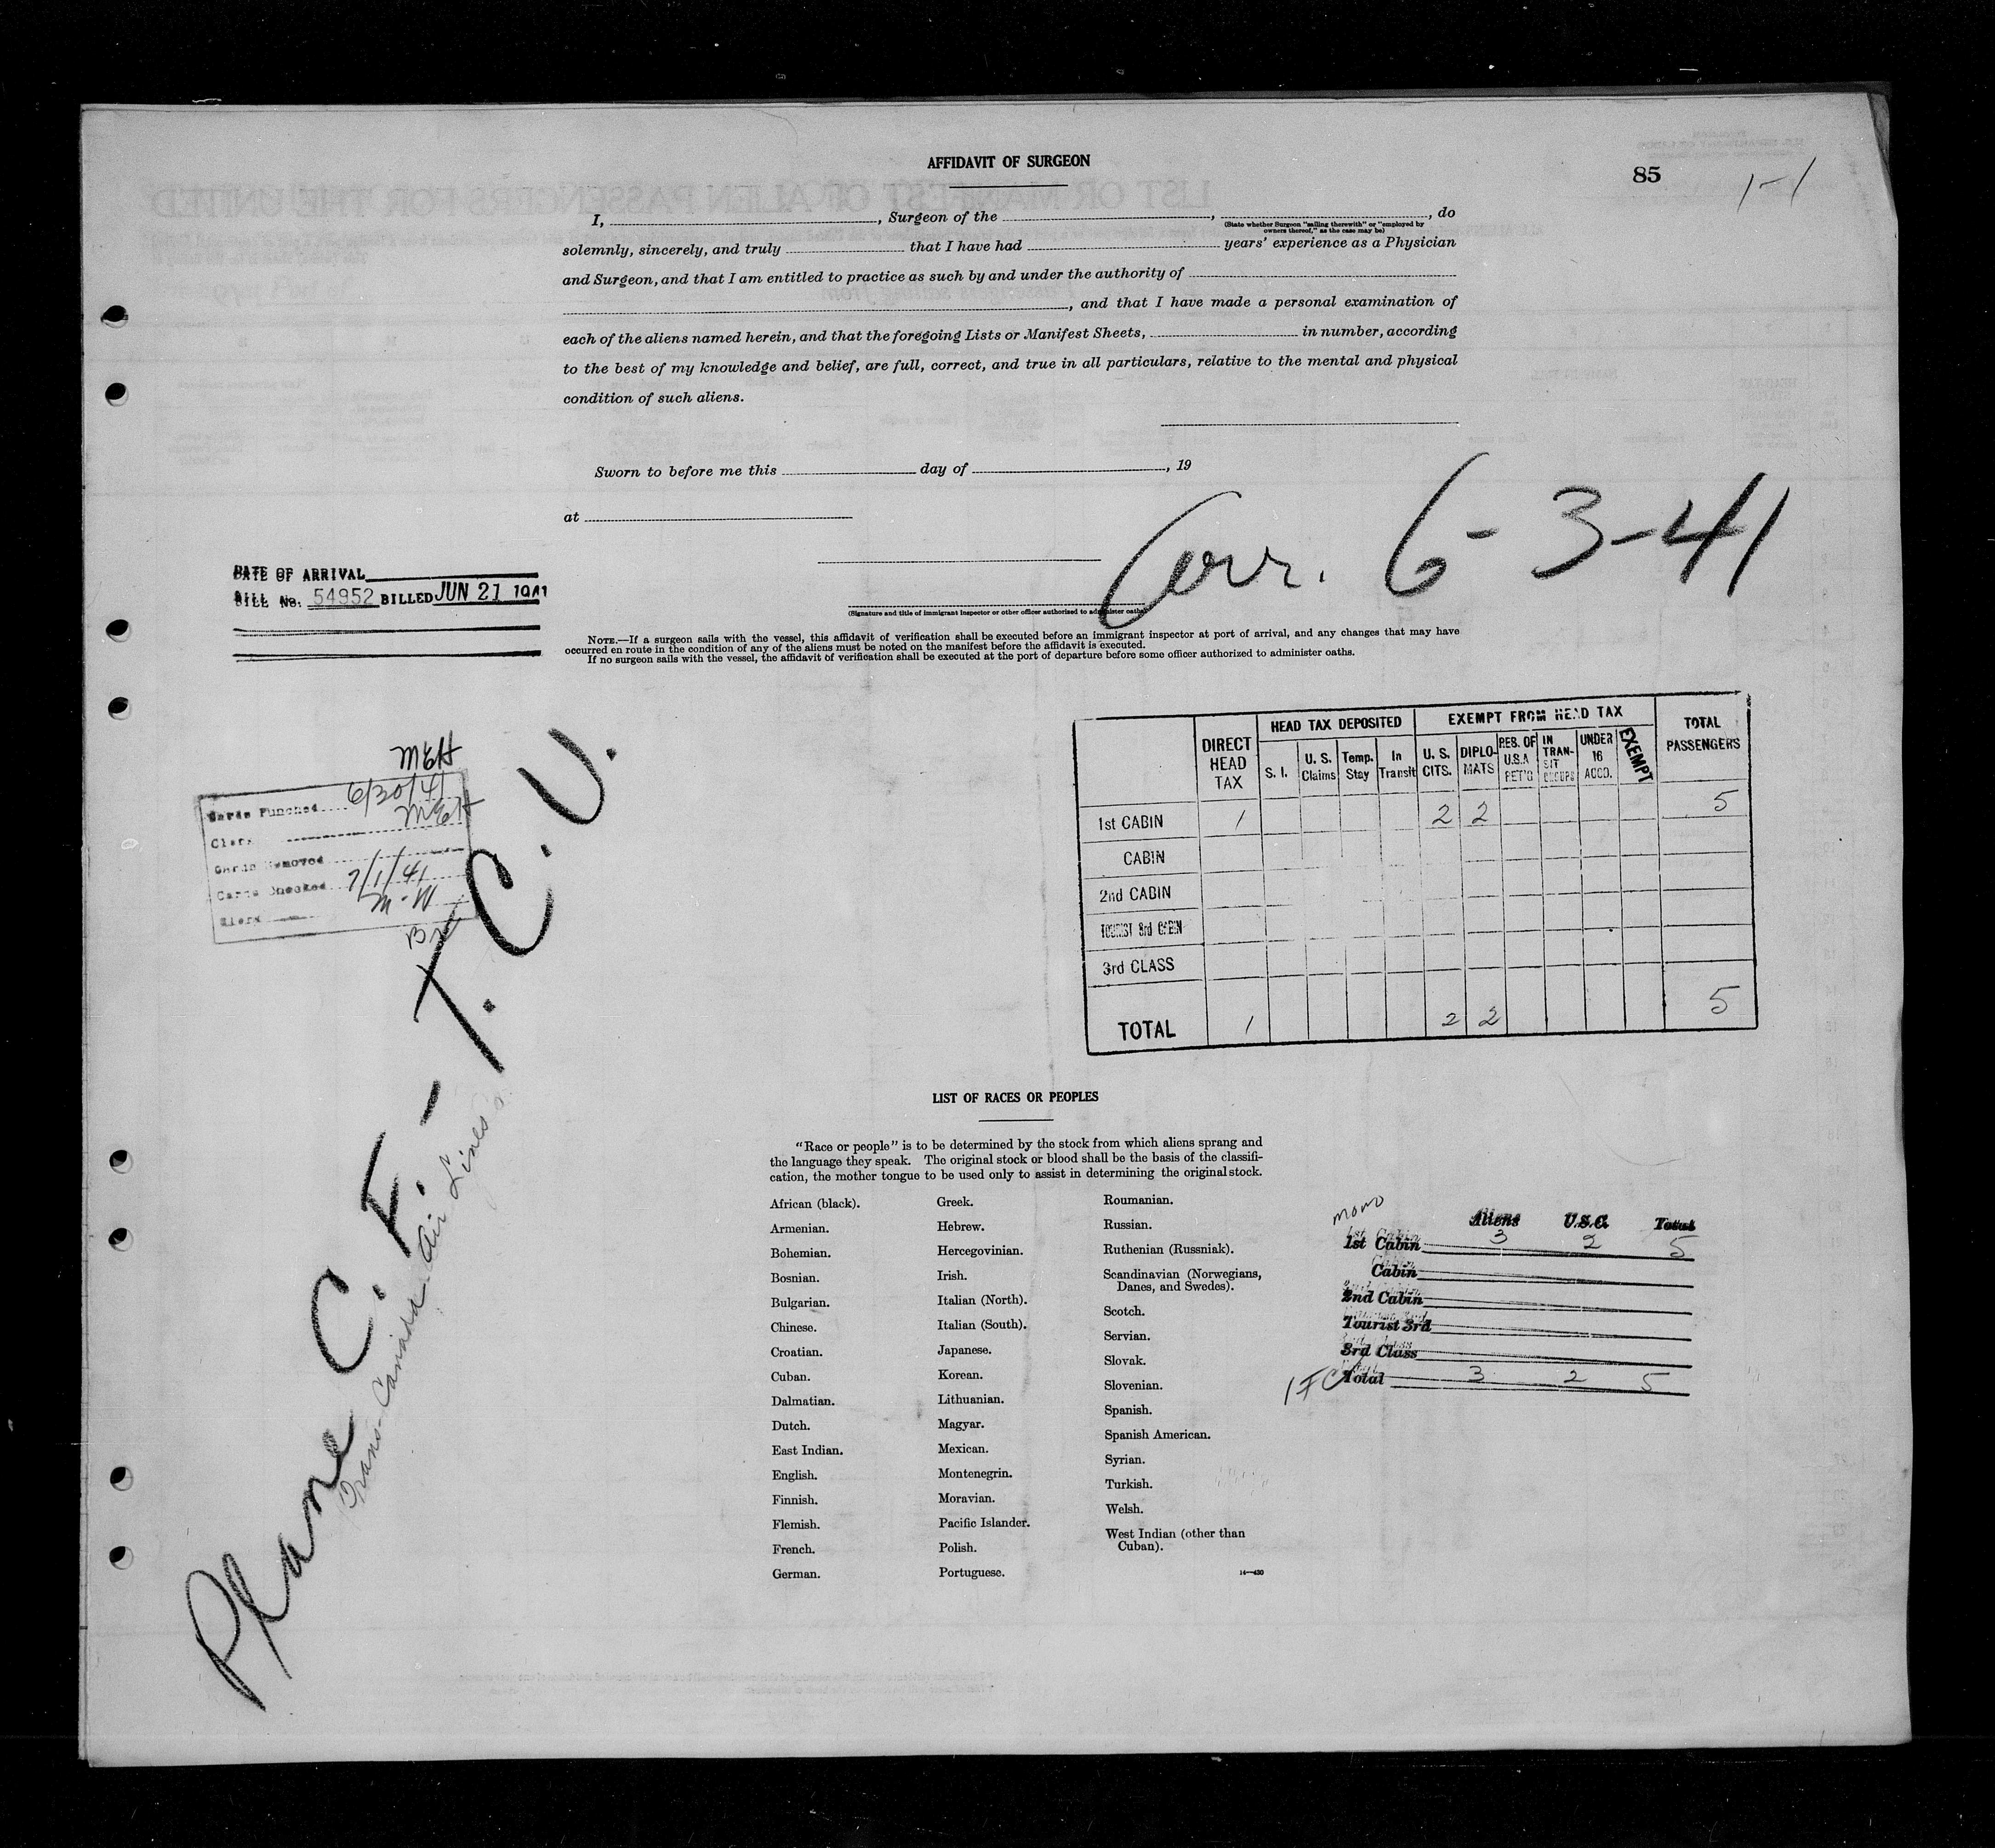 AFFIDAVIT OF SURGEON
85
1-1
I, , Surgeon of the , , do
(State whether Surgeon "sailing therewith" or "employed by
owners thereof," as the case may be)
solemnly, sincerely, and truly that I have had years' experience as a Physician
and Surgeon, and that I am entitled to practice as such by and under the authority of
, and that I have made a personal examination of
each of the aliens named herein, and that the foregoing Lists or Manifest Sheets, in number, according
to the best of my knowledge and belief, are full, correct, and true in all particulars, relative to the mental and physical
condition of such aliens.
Sworn to before me this day of , 19
at
arr. 6-3-41
DATE OF ARRIVAL
BILL No. 54952 BILLED JUN 21 1941
(Signature and title of immigrant inspector or other officer authorized to administer oaths)
NOTE.—If a surgeon sails with the vessel, this affidavit of verification shall be executed before an immigrant inspector at port of arrival, and any changes that may have
occurred en route in the condition of any of the aliens must be noted on the manifest before the affidavit is executed.
If no surgeon sails with the vessel, the affidavit of verification shall be executed at the port of departure before some officer authorized to administer oaths.
MEH
Cards Punched 6/30/41
Clerk MEH
Cards Removed
Cards Checked 7/1/41
Clerk M-W
Plane C.F.-T.C.U.
Trans-Canada Air Lines
DIRECT HEAD TAX
HEAD TAX DEPOSITED
EXEMPT FROM HEAD TAX
TOTAL PASSENGERS
S. I.
U. S. Claims
Temp. Stay
In Transit
U. S. CITS.
DIPLO-MATS
RES. OF U.S.A RET'G
IN TRAN-SIT
UNDER 16 ACCO.
EXEMPT
1st CABIN 1 2 2 5
CABIN
2nd CABIN
TOURIST 3rd CABIN
3rd CLASS
TOTAL 1 2 2 5
LIST OF RACES OR PEOPLES
"Race or people" is to be determined by the stock from which aliens sprang and
the language they speak. The original stock or blood shall be the basis of the classifi-
cation, the mother tongue to be used only to assist in determining the original stock.
African (black).
Armenian.
Bohemian.
Bosnian.
Bulgarian.
Chinese.
Croatian.
Cuban.
Dalmatian.
Dutch.
East Indian.
English.
Finnish.
Flemish.
French.
German.
Greek.
Hebrew.
Hercegovinian.
Irish.
Italian (North).
Italian (South).
Japanese.
Korean.
Lithuanian.
Magyar.
Mexican.
Montenegrin.
Moravian.
Pacific Islander.
Polish.
Portuguese.
Roumanian.
Russian.
Ruthenian (Russniak).
Scandinavian (Norwegians,
Danes, and Swedes).
Scotch.
Servian.
Slovak.
Slovenian.
Spanish.
Spanish American.
Syrian.
Turkish.
Welsh.
West Indian (other than
Cuban).
14—430
Aliens U.S.C. Total
1st Cabin 3 2 5
Cabin
2nd Cabin
Tourist 3rd
3rd Class
Total 3 2 5